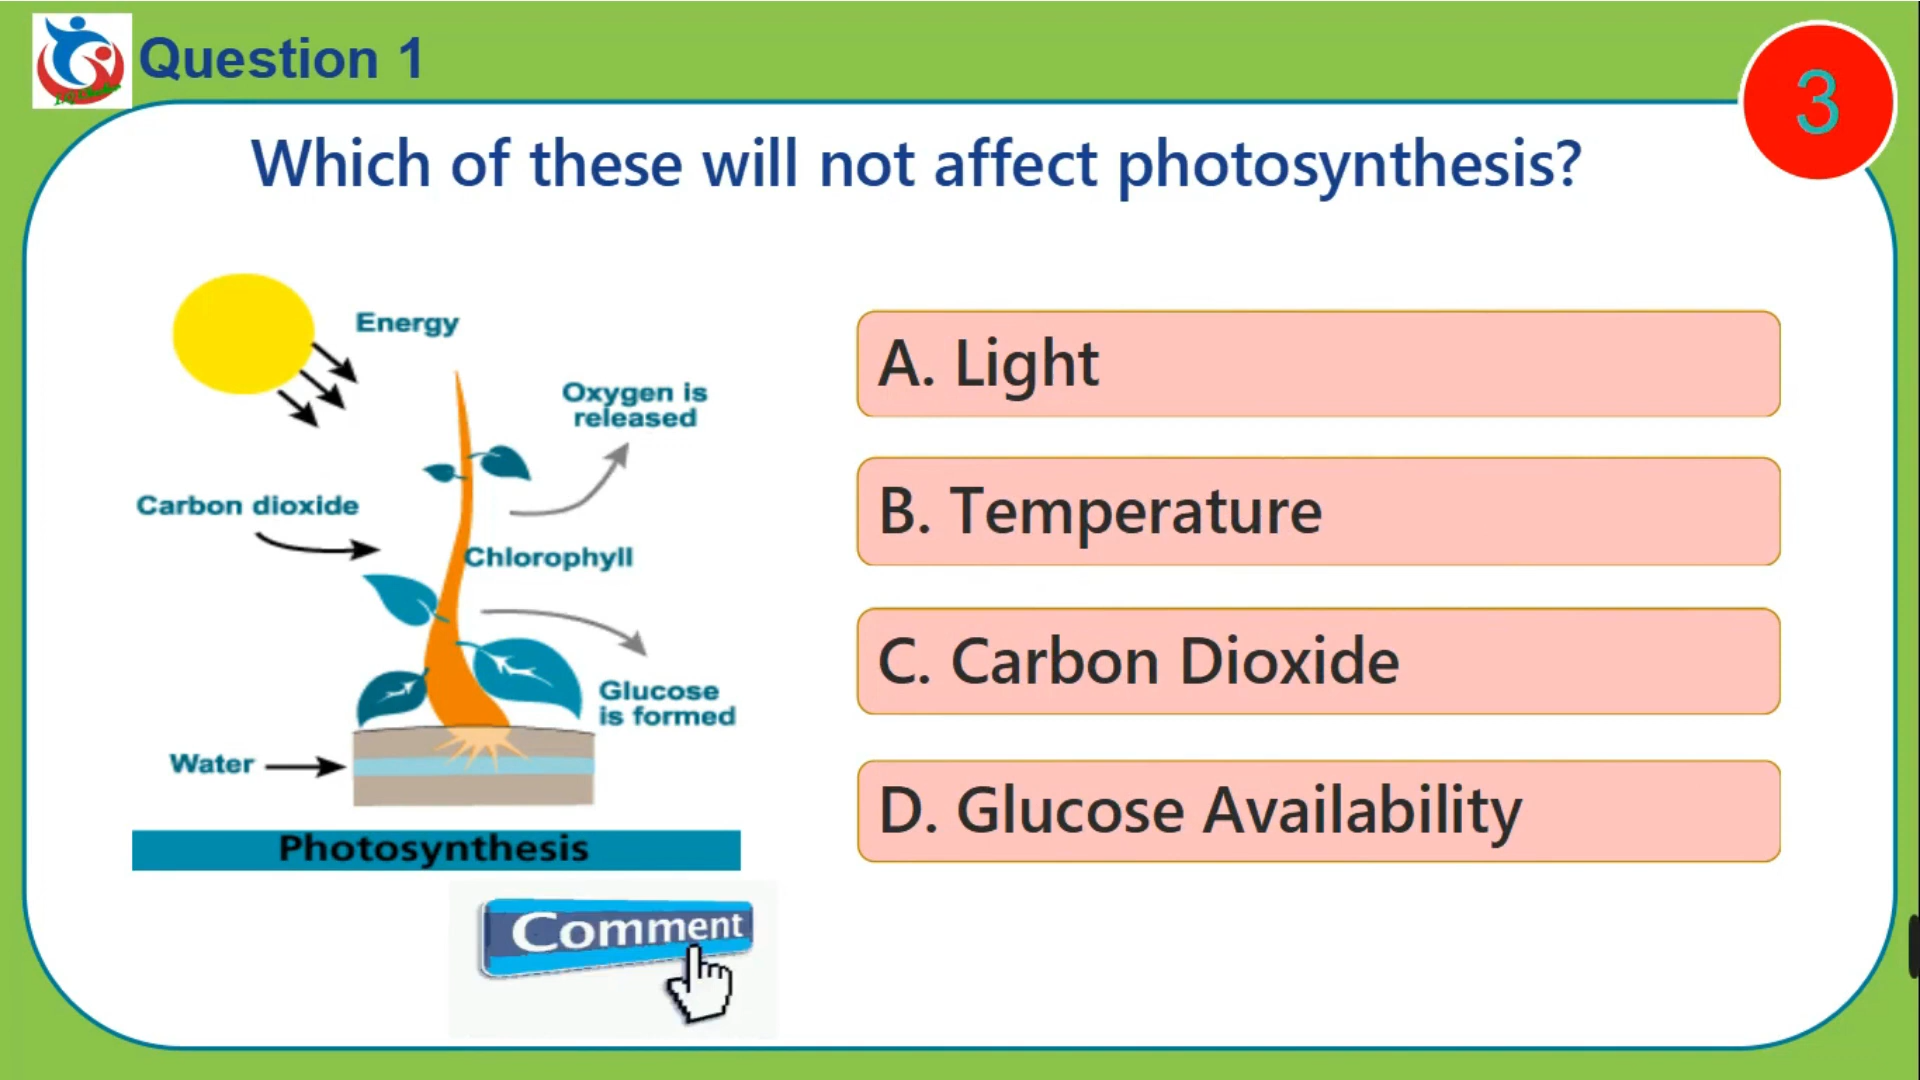 Question 1
3
Which of these will not affect photosynthesis?
Energy
Oxygen is
released
Carbon dioxide
Chlorophyll
Glucose
is formed
Water
Photosynthesis
A. Light
B. Temperature
C. Carbon Dioxide
D. Glucose Availability
Comment